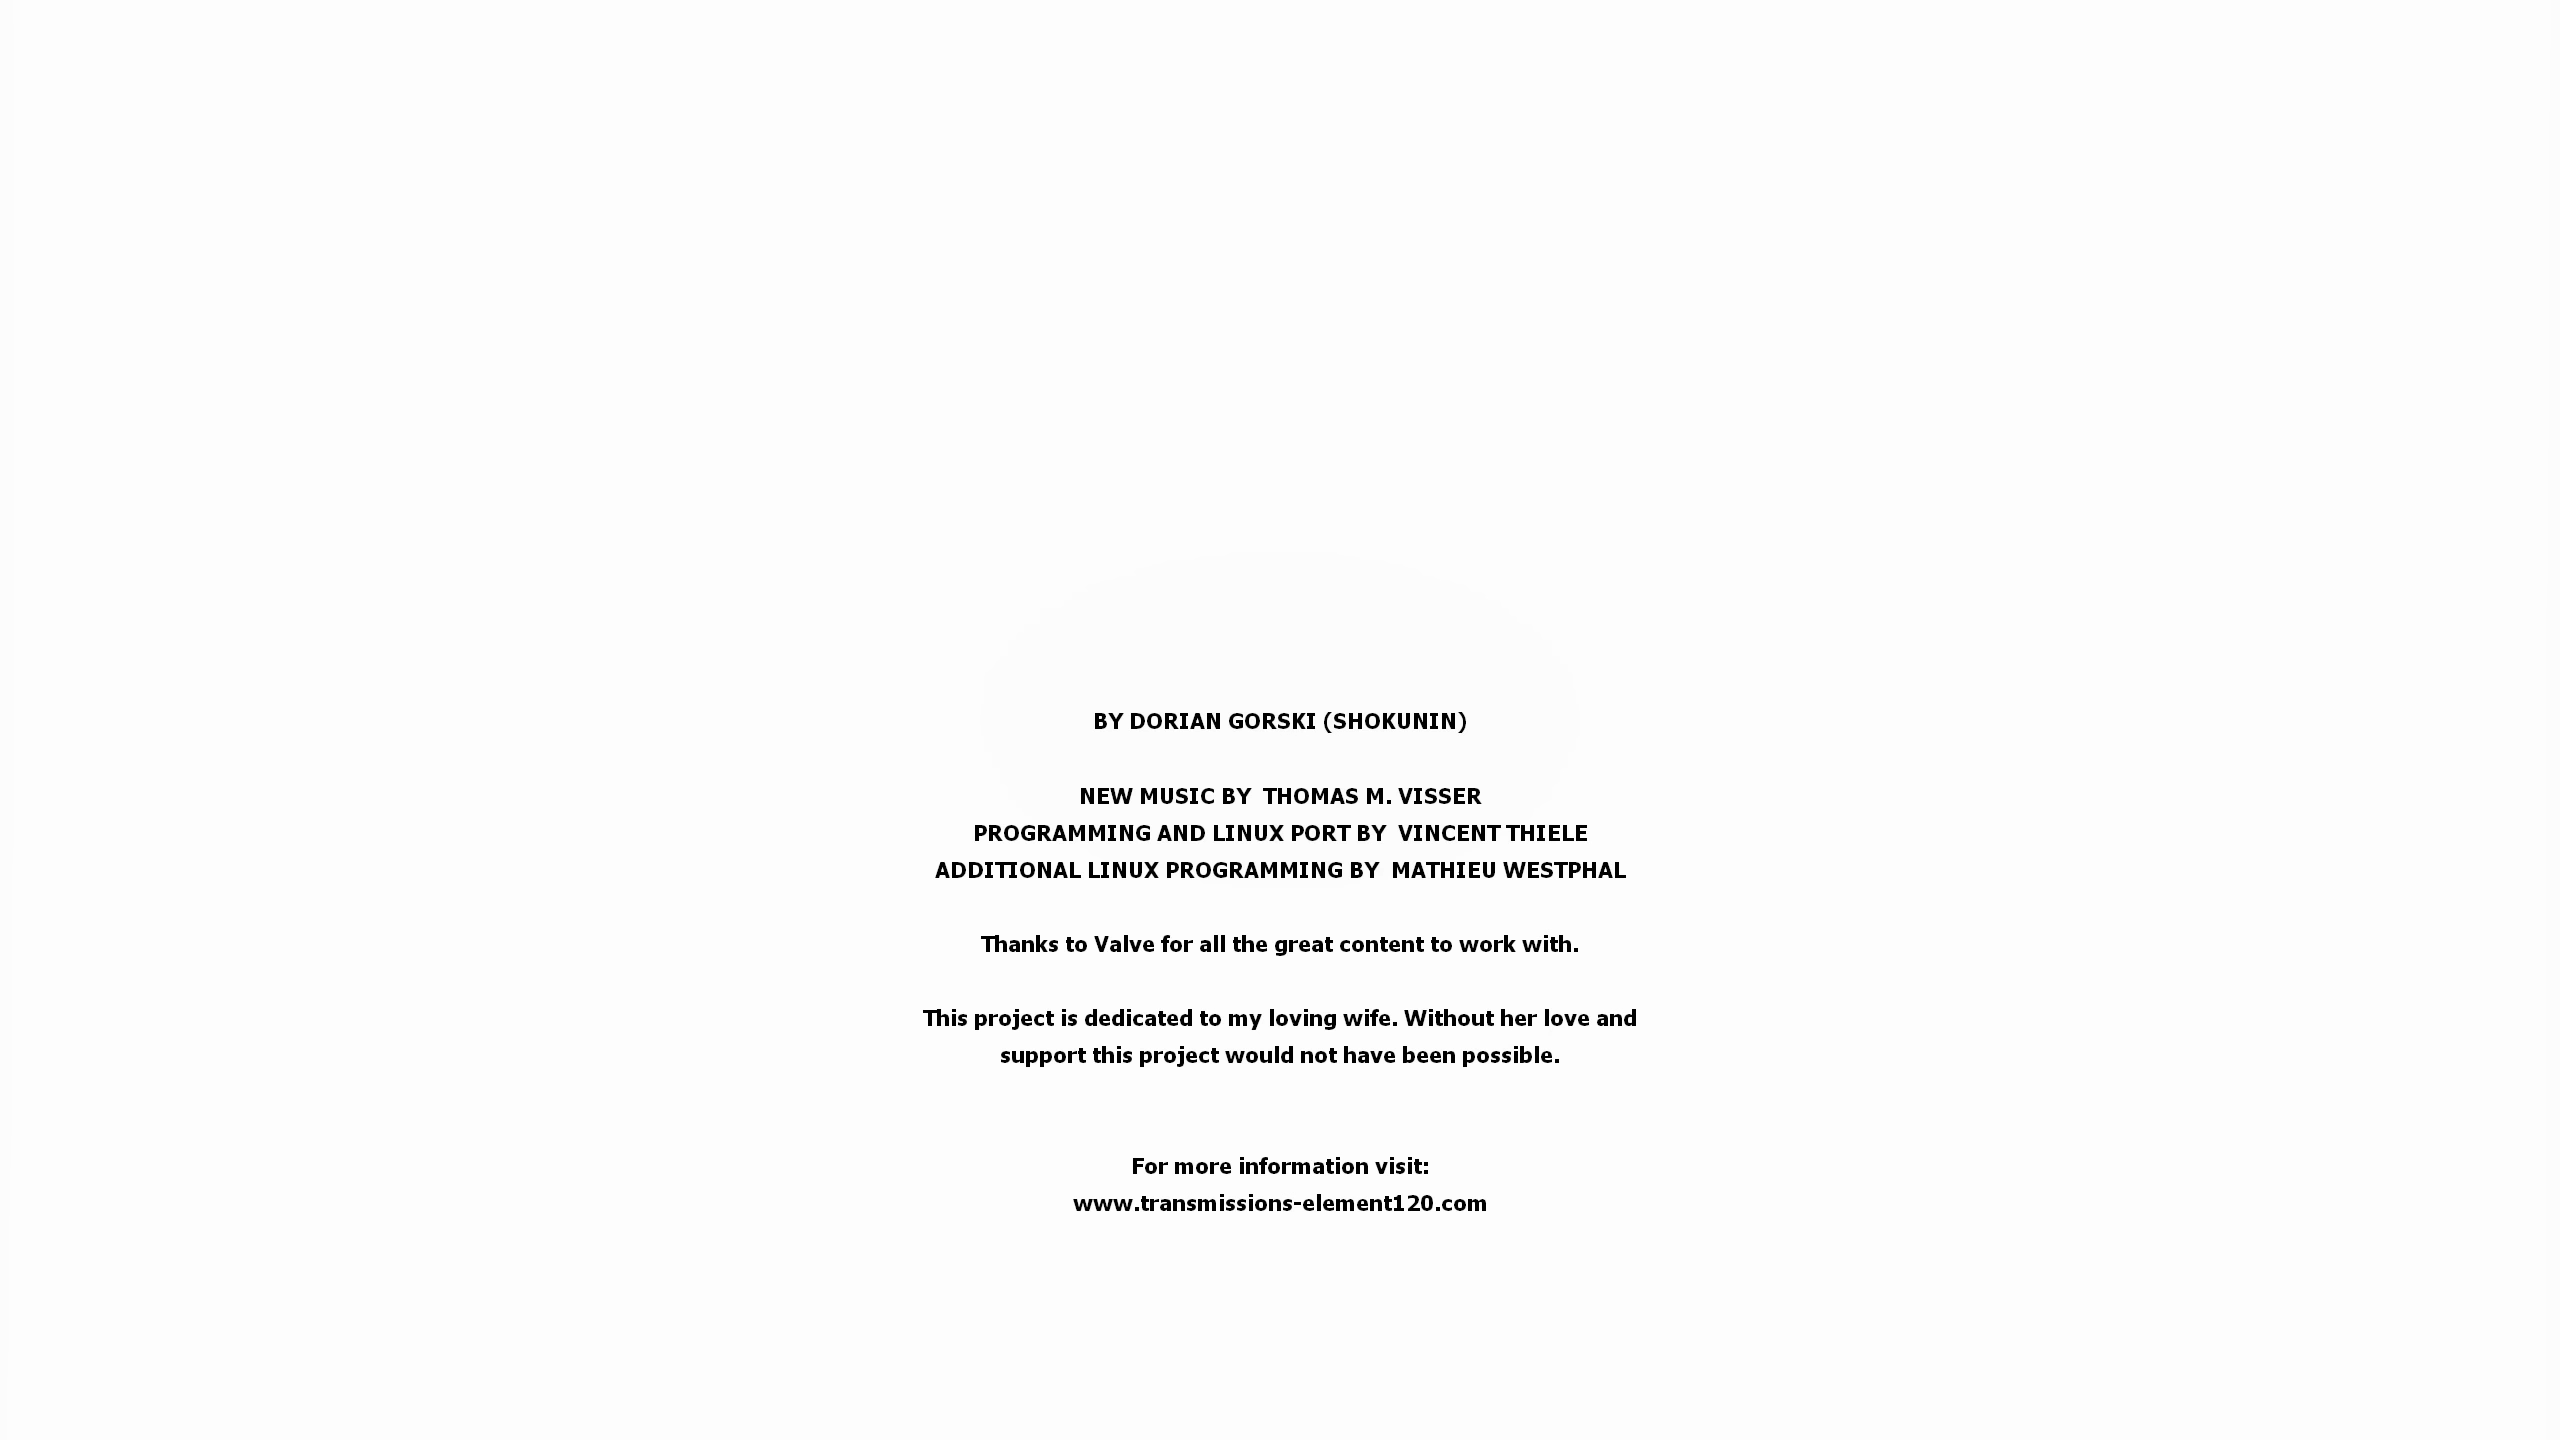 BY DORIAN GORSKI (SHOKUNIN)
NEW MUSIC BY  THOMAS M. VISSER
PROGRAMMING AND LINUX PORT BY  VINCENT THIELE
ADDITIONAL LINUX PROGRAMMING BY  MATHIEU WESTPHAL
Thanks to Valve for all the great content to work with.
This project is dedicated to my loving wife. Without her love and
support this project would not have been possible.
For more information visit:
www.transmissions-element120.com